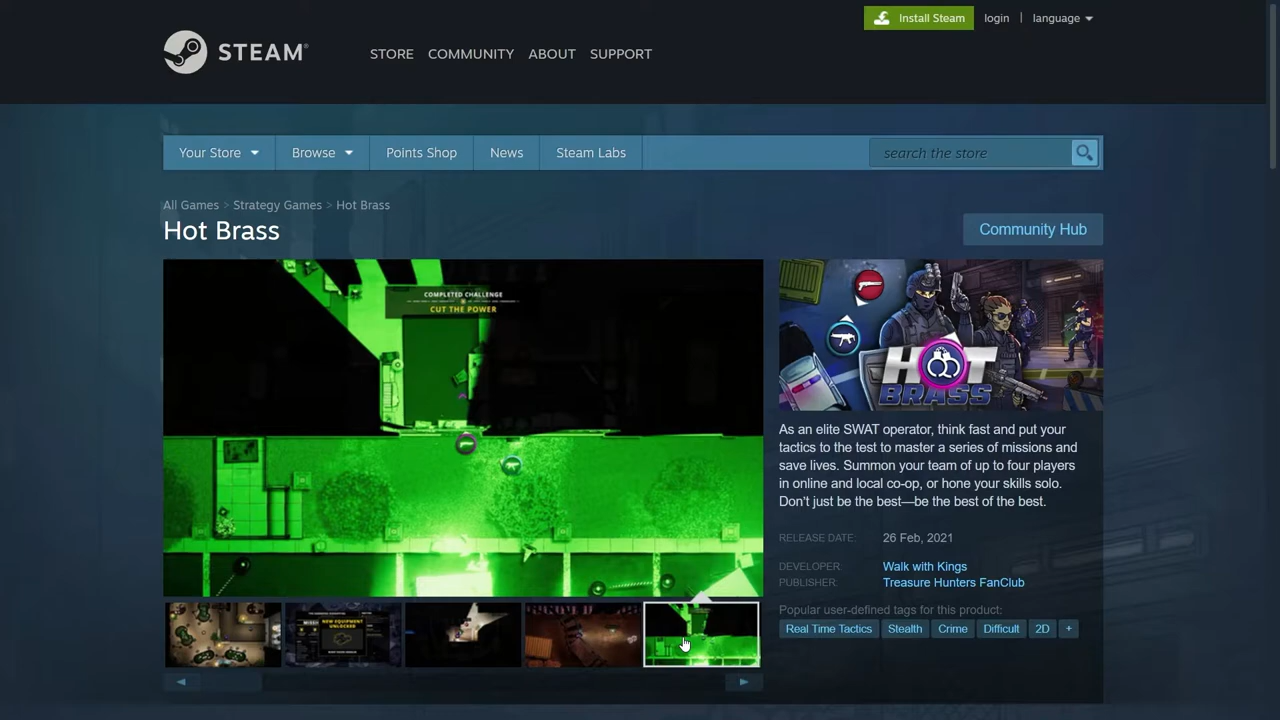 Install Steam
login | language
STEAM®
STORE COMMUNITY ABOUT SUPPORT
Your Store Browse Points Shop News Steam Labs
search the store
All Games > Strategy Games > Hot Brass
Hot Brass
Community Hub
COMPLETED CHALLENGE
CUT THE POWER
HOT
BRASS
As an elite SWAT operator, think fast and put your
tactics to the test to master a series of missions and
save lives. Summon your team of up to four players
in online and local co-op, or hone your skills solo.
Don't just be the best—be the best of the best.
RELEASE DATE: 26 Feb, 2021
DEVELOPER: Walk with Kings
PUBLISHER: Treasure Hunters FanClub
Popular user-defined tags for this product:
Real Time Tactics Stealth Crime Difficult 2D +
NEW EQUIPMENT
UNLOCKED